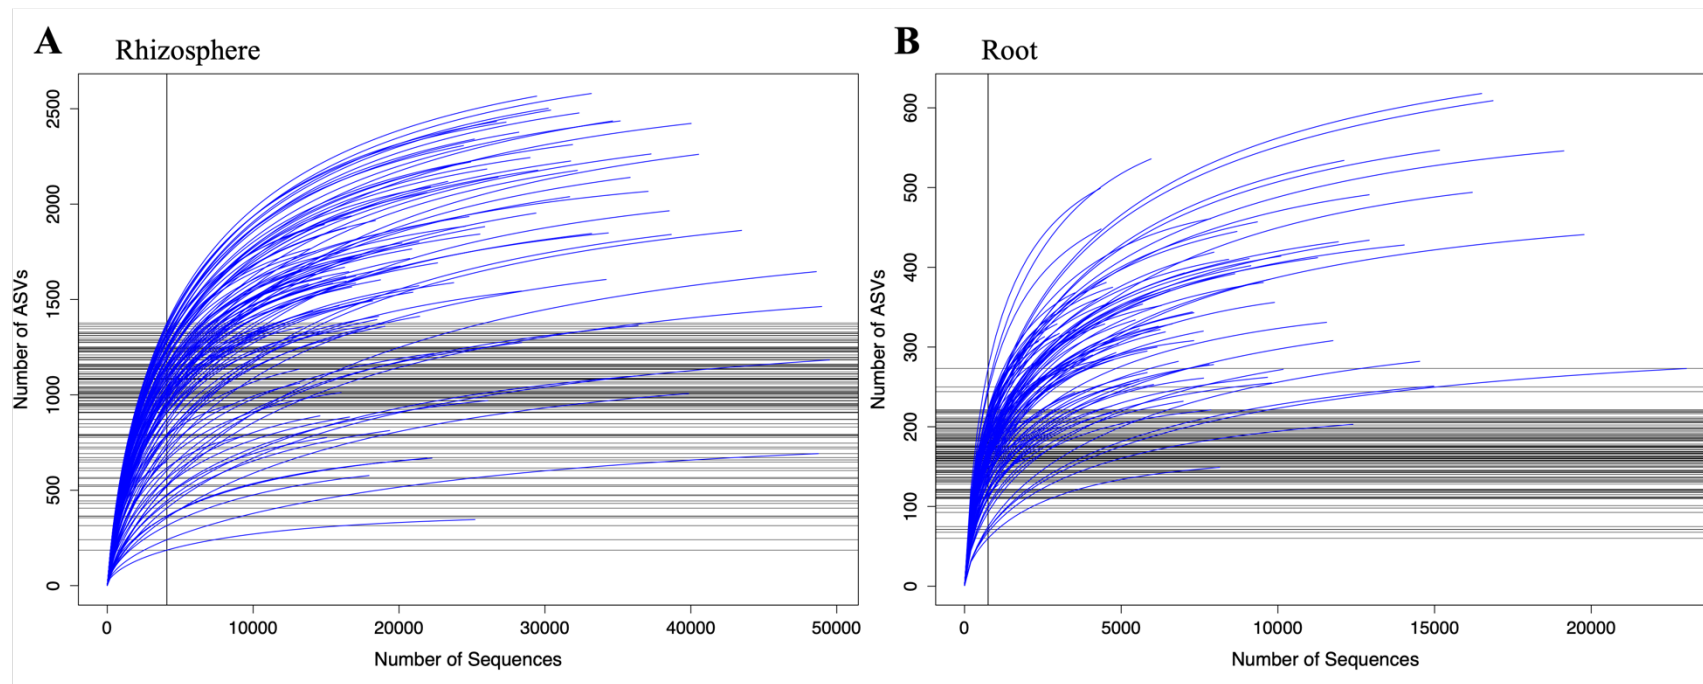 A Rhizosphere
Number of ASVs
2500
2000
1500
1000
500
0
0 10000 20000 30000 40000 50000
Number of Sequences
B Root
Number of ASVs
600
500
400
300
200
100
0
0 5000 10000 15000 20000
Number of Sequences